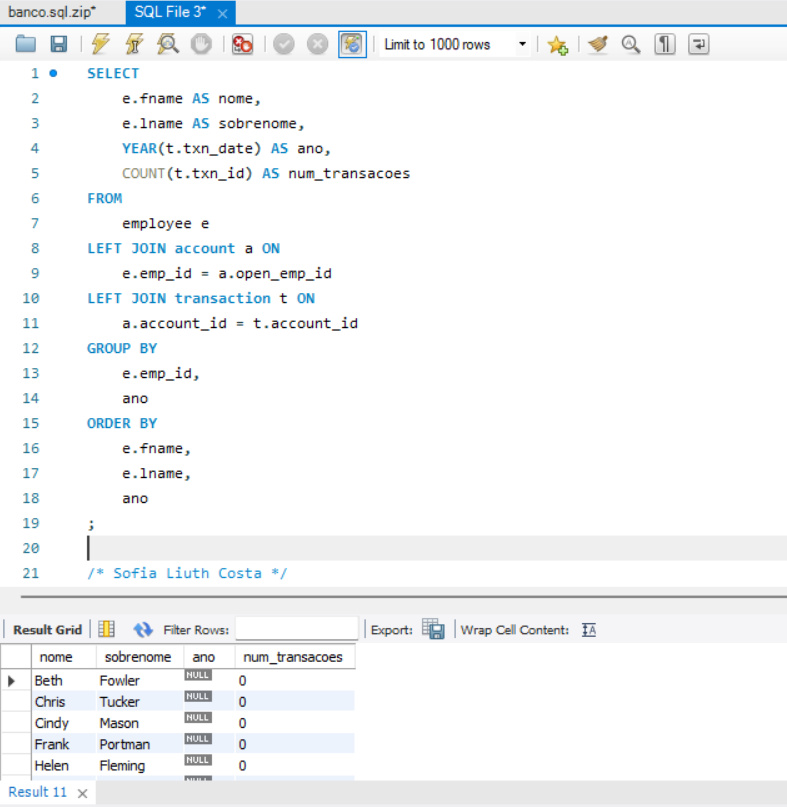 banco.sql.zip* SQL File 3*
Limit to 1000 rows
1 SELECT
2 e.fname AS nome,
3 e.lname AS sobrenome,
4 YEAR(t.txn_date) AS ano,
5 COUNT(t.txn_id) AS num_transacoes
6 FROM
7 employee e
8 LEFT JOIN account a ON
9 e.emp_id = a.open_emp_id
10 LEFT JOIN transaction t ON
11 a.account_id = t.account_id
12 GROUP BY
13 e.emp_id,
14 ano
15 ORDER BY
16 e.fname,
17 e.lname,
18 ano
19 ;
20
21 /* Sofia Liuth Costa */
Result Grid Filter Rows: Export: Wrap Cell Content: IA
nome sobrenome ano num_transacoes
Beth Fowler NULL 0
Chris Tucker NULL 0
Cindy Mason NULL 0
Frank Portman NULL 0
Helen Fleming NULL 0
NULL
Result 11